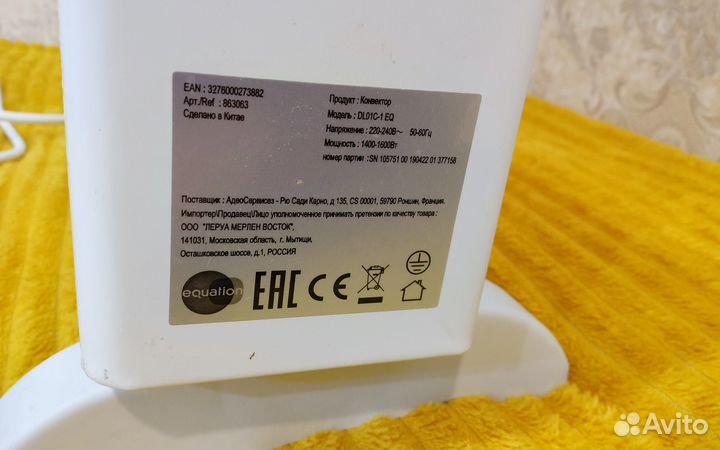 EAN : 3276000273882
Арт./Ref : 863063
Сделано в Китае
Продукт : Конвектор
Модель : DL01C-1 EQ
Напряжение : 220-240В~ 50-60Гц
Мощность : 1400-1600Вт
номер партии : SN 105751 00 190422 01 377158
Поставщик : АдеоСервисез - Рю Сади Карно, д 135, CS 00001, 59790 Роншин, Франция.
Импортер\Продавец\Лицо уполномоченное принимать претензии по качеству товара :
ООО "ЛЕРУА МЕРЛЕН ВОСТОК",
141031, Московская область, г. Мытищи,
Осташковское шоссе, д.1, РОССИЯ
equation
EAC CE
Avito